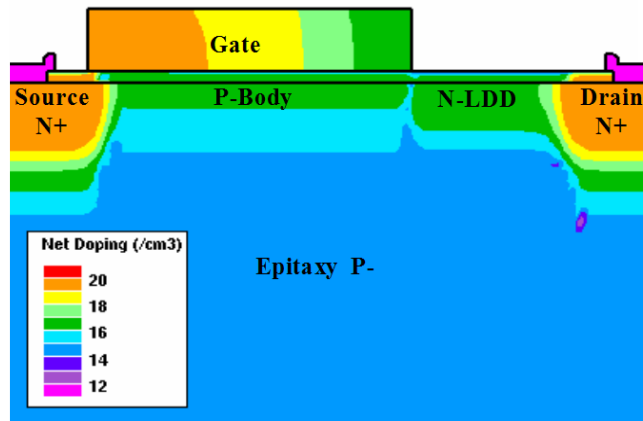 Gate
Source
N+
P-Body
N-LDD
Drain
N+
Epitaxy P-
Net Doping (/cm3)
20
18
16
14
12